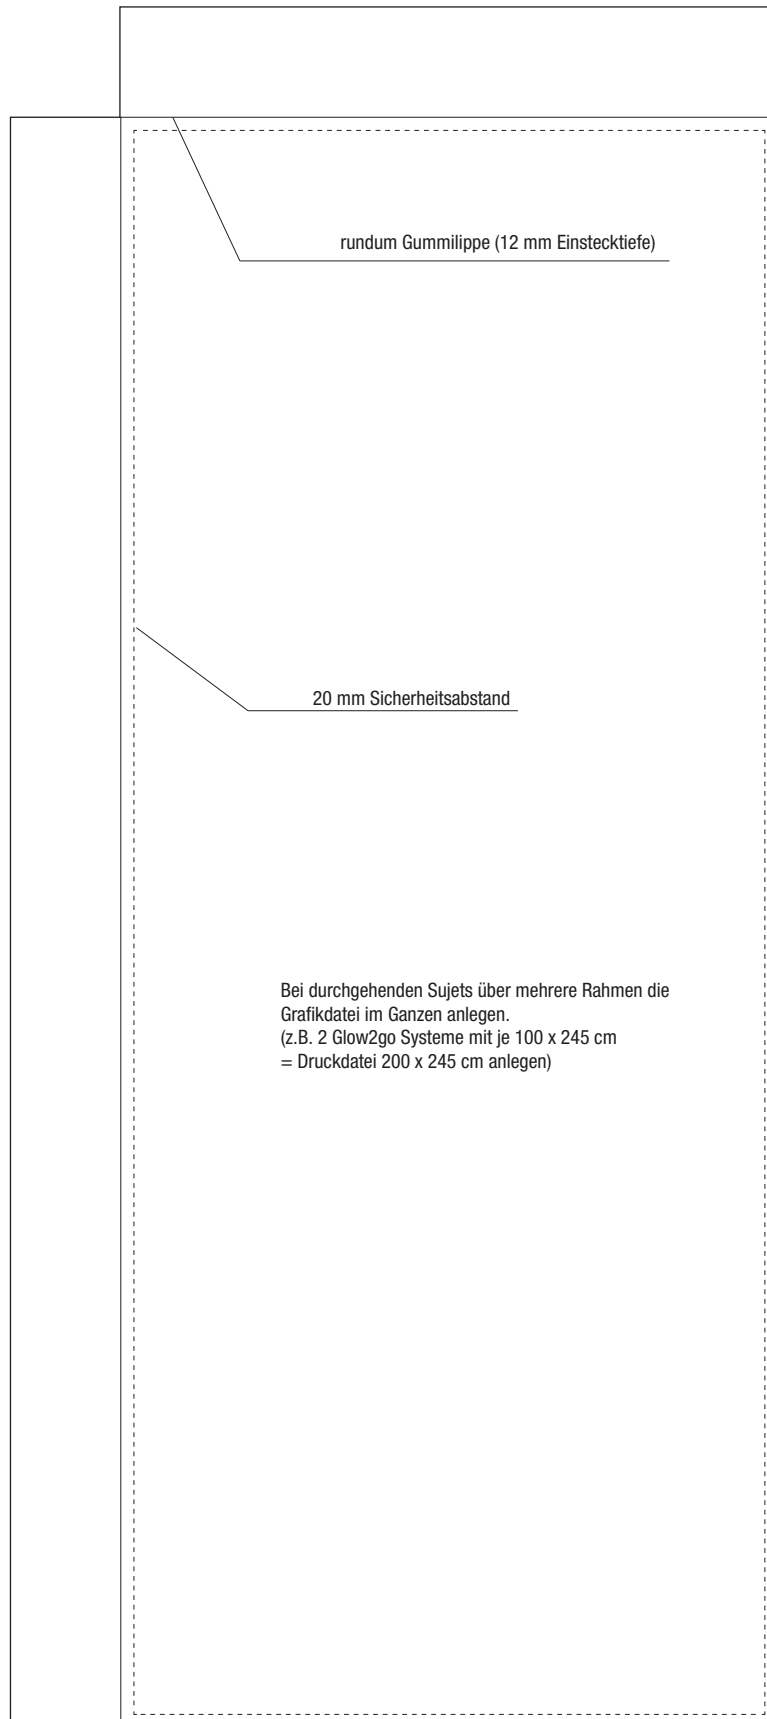 rundum Gummilippe (12 mm Einstecktiefe)
20 mm Sicherheitsabstand
Bei durchgehenden Sujets über mehrere Rahmen die
Grafikdatei im Ganzen anlegen.
(z.B. 2 Glow2go Systeme mit je 100 x 245 cm
= Druckdatei 200 x 245 cm anlegen)